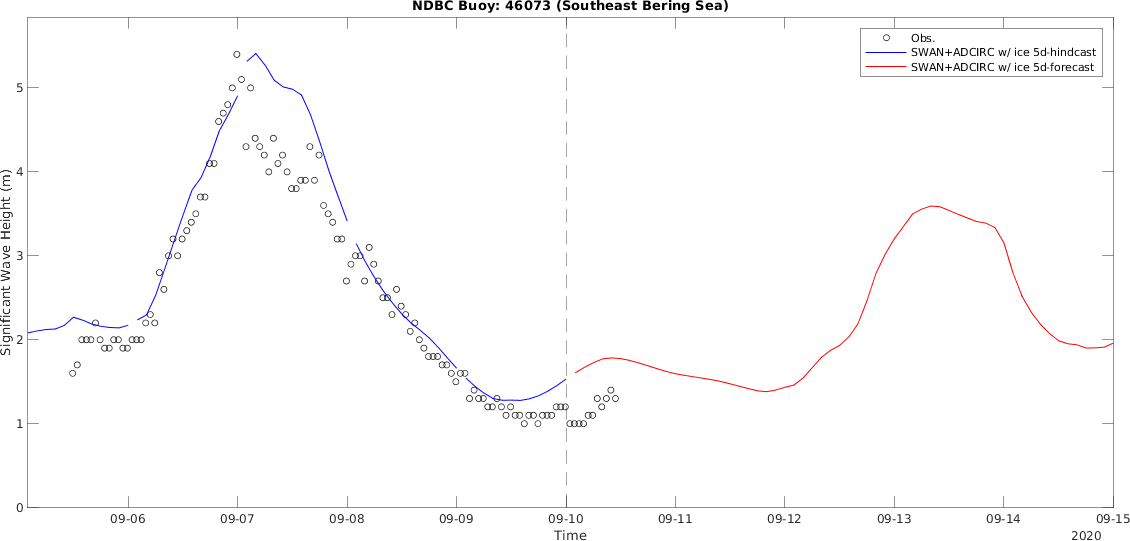 NDBC Buoy: 46073 (Southeast Bering Sea)
Obs.
SWAN+ADCIRC w/ ice 5d-hindcast
SWAN+ADCIRC w/ ice 5d-forecast
Significant Wave Height (m)
5
4
3
2
1
0
09-06 09-07 09-08 09-09 09-10 09-11 09-12 09-13 09-14 09-15
Time
2020